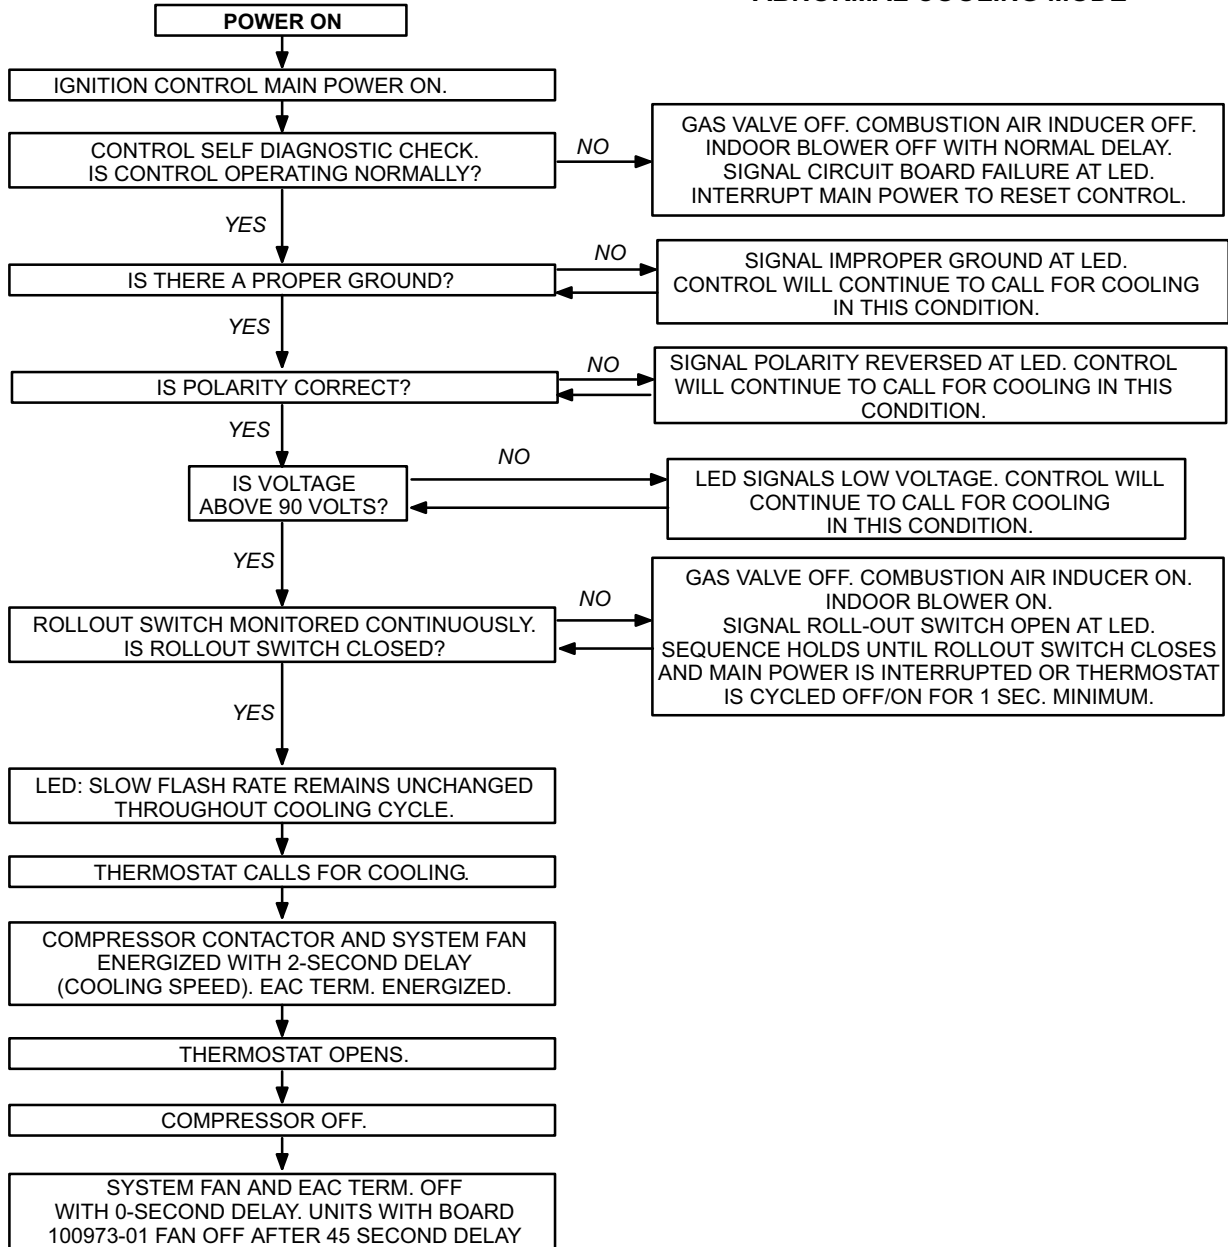 POWER ON
IGNITION CONTROL MAIN POWER ON.
CONTROL SELF DIAGNOSTIC CHECK.
IS CONTROL OPERATING NORMALLY?
NO
GAS VALVE OFF. COMBUSTION AIR INDUCER OFF.
INDOOR BLOWER OFF WITH NORMAL DELAY.
SIGNAL CIRCUIT BOARD FAILURE AT LED.
INTERRUPT MAIN POWER TO RESET CONTROL.
YES
IS THERE A PROPER GROUND?
NO
SIGNAL IMPROPER GROUND AT LED.
CONTROL WILL CONTINUE TO CALL FOR COOLING
IN THIS CONDITION.
YES
IS POLARITY CORRECT?
NO
SIGNAL POLARITY REVERSED AT LED. CONTROL
WILL CONTINUE TO CALL FOR COOLING IN THIS
CONDITION.
YES
IS VOLTAGE
ABOVE 90 VOLTS?
NO
LED SIGNALS LOW VOLTAGE. CONTROL WILL
CONTINUE TO CALL FOR COOLING
IN THIS CONDITION.
YES
ROLLOUT SWITCH MONITORED CONTINUOUSLY.
IS ROLLOUT SWITCH CLOSED?
NO
GAS VALVE OFF. COMBUSTION AIR INDUCER ON.
INDOOR BLOWER ON.
SIGNAL ROLL-OUT SWITCH OPEN AT LED.
SEQUENCE HOLDS UNTIL ROLLOUT SWITCH CLOSES
AND MAIN POWER IS INTERRUPTED OR THERMOSTAT
IS CYCLED OFF/ON FOR 1 SEC. MINIMUM.
YES
LED: SLOW FLASH RATE REMAINS UNCHANGED
THROUGHOUT COOLING CYCLE.
THERMOSTAT CALLS FOR COOLING.
COMPRESSOR CONTACTOR AND SYSTEM FAN
ENERGIZED WITH 2-SECOND DELAY
(COOLING SPEED). EAC TERM. ENERGIZED.
THERMOSTAT OPENS.
COMPRESSOR OFF.
SYSTEM FAN AND EAC TERM. OFF
WITH 0-SECOND DELAY. UNITS WITH BOARD
100973-01 FAN OFF AFTER 45 SECOND DELAY